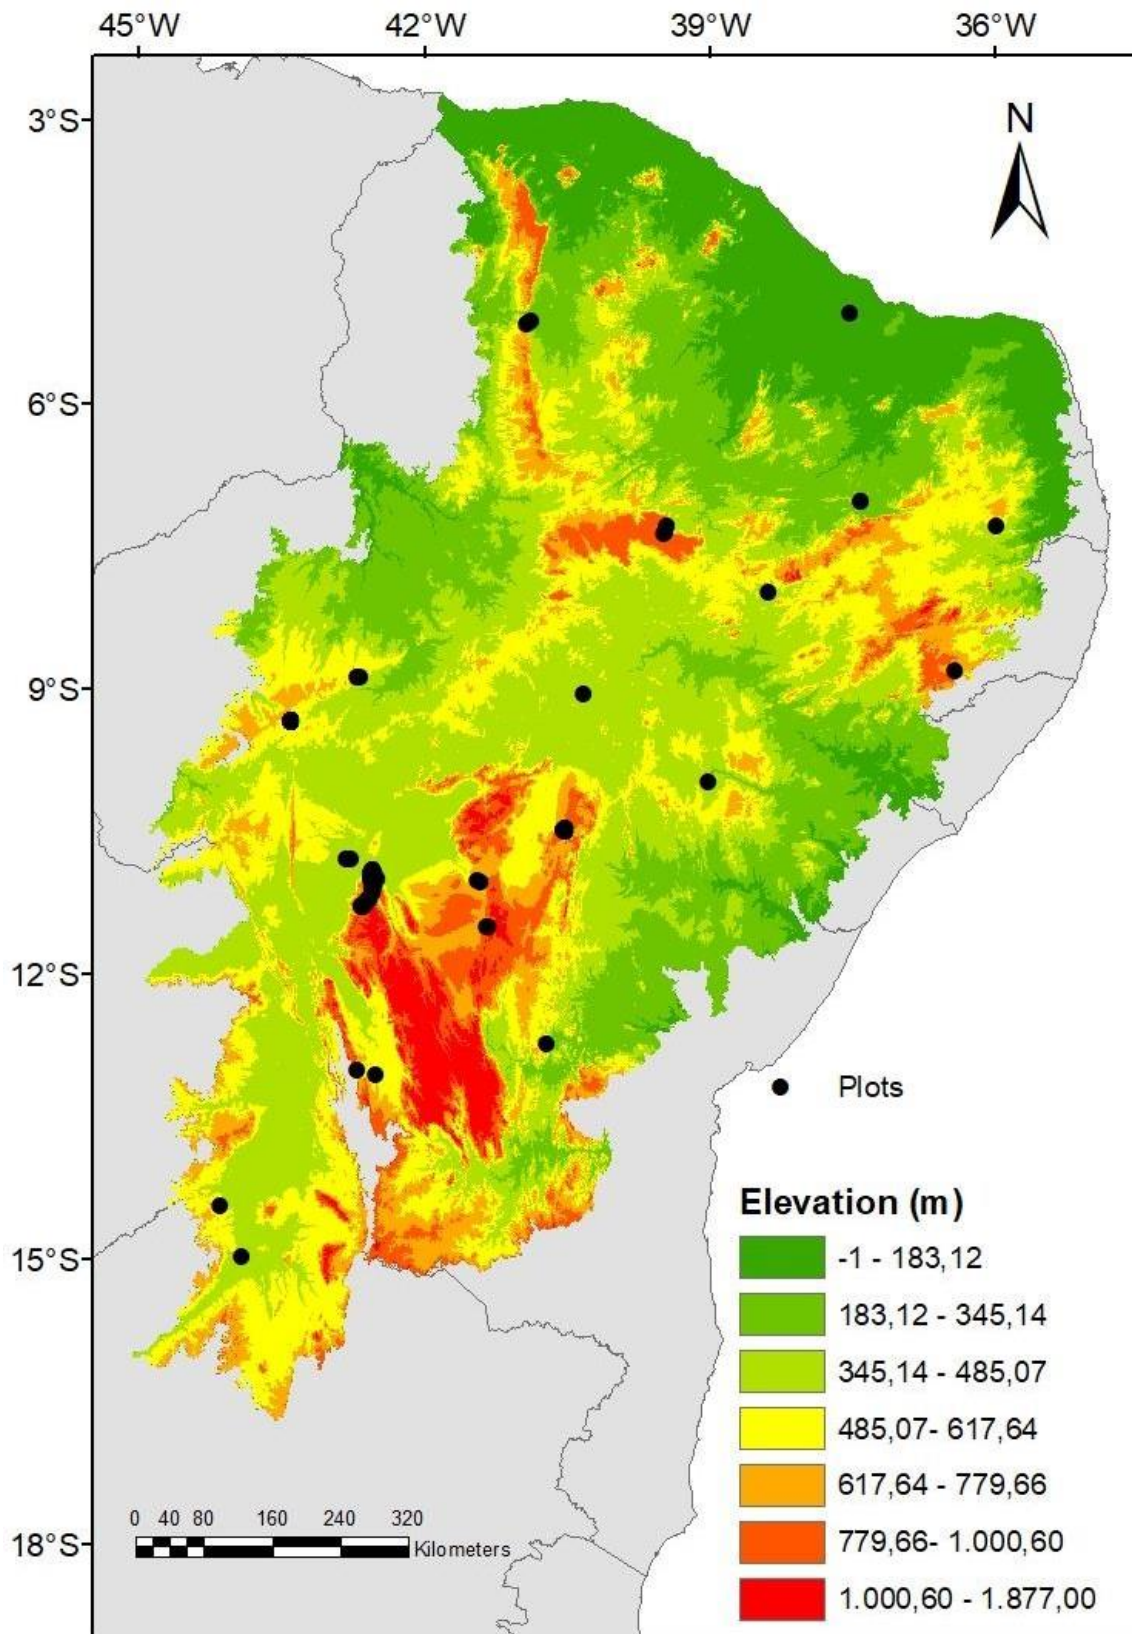 45°W 42°W 39°W 36°W
3°S
N
6°S
9°S
12°S
Plots
Elevation (m)
-1 - 183,12
15°S
183,12 - 345,14
345,14 - 485,07
485,07- 617,64
617,64 - 779,66
0 40 80 160 240 320
18°S
Kilometers
779,66- 1.000,60
1.000,60 - 1.877,00